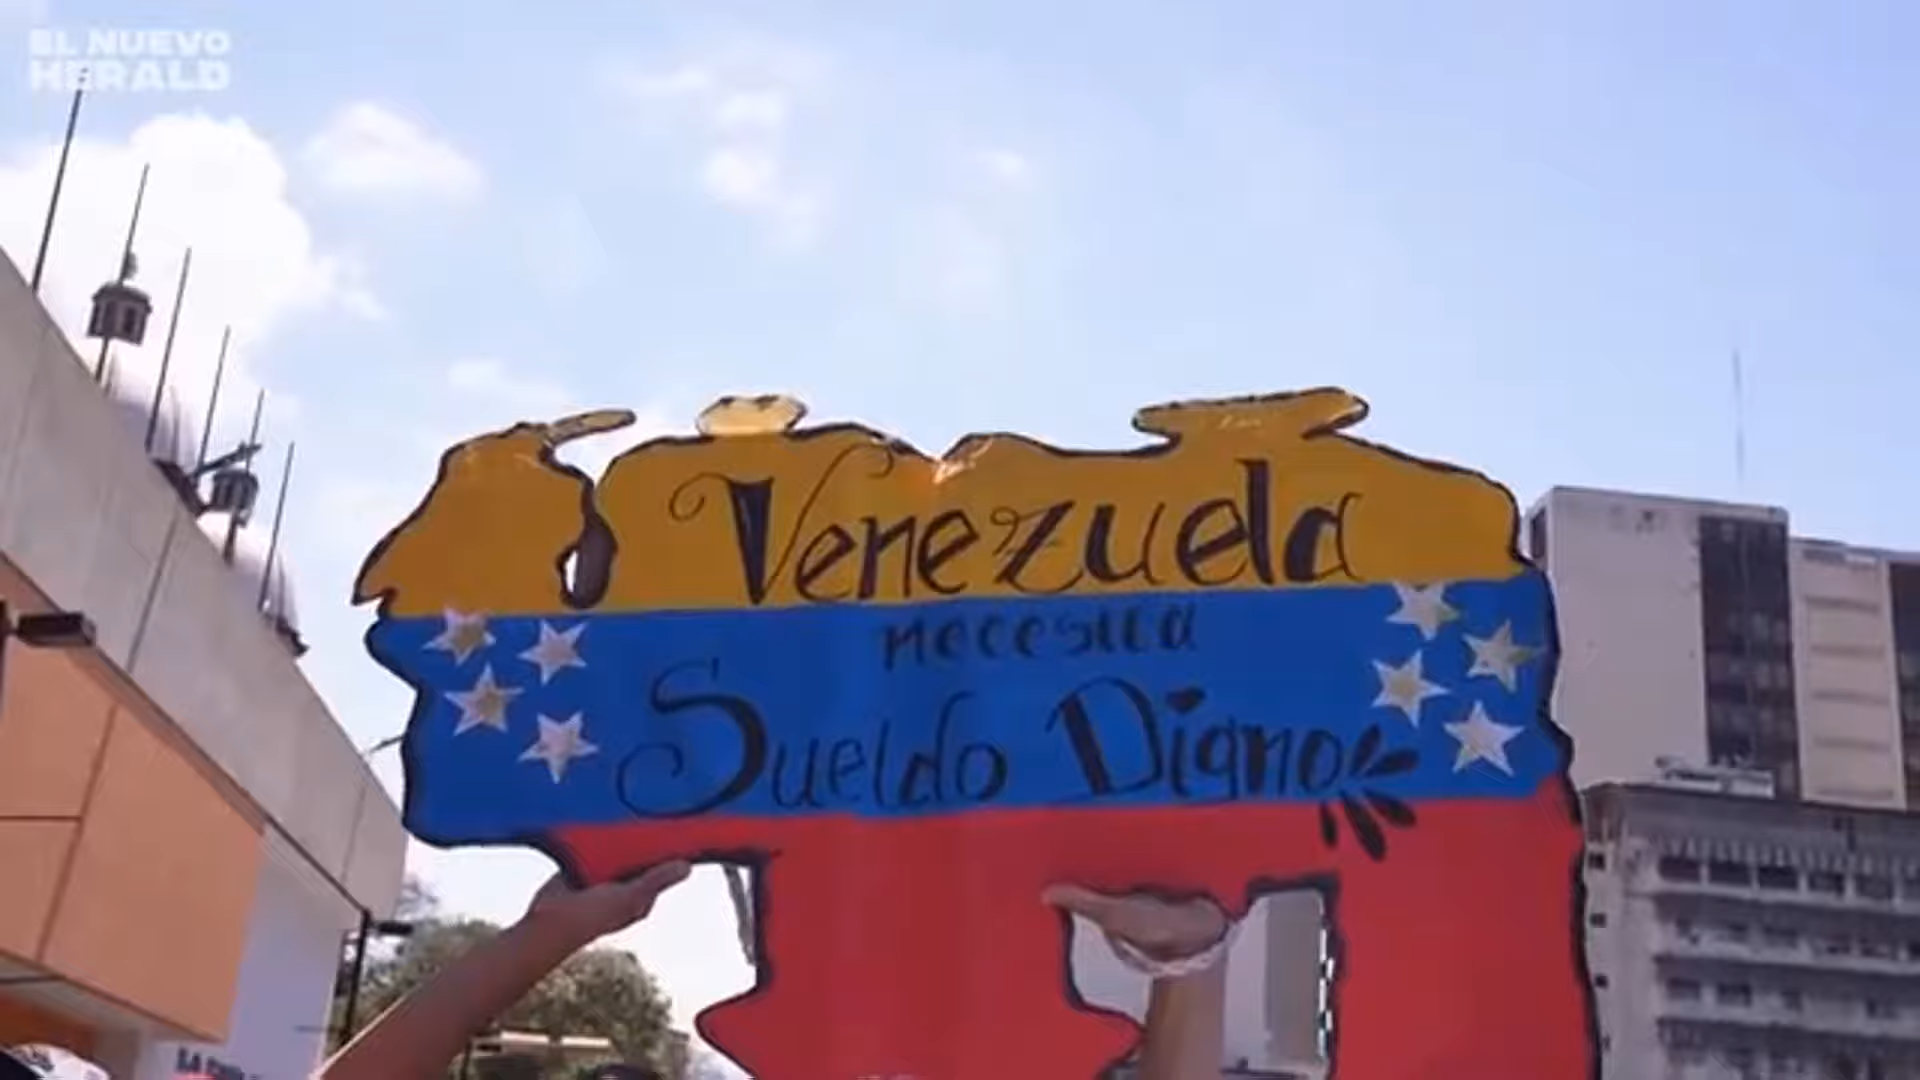 EL NUEVO
HERALD
Venezuela
necesita
Sueldo Digno